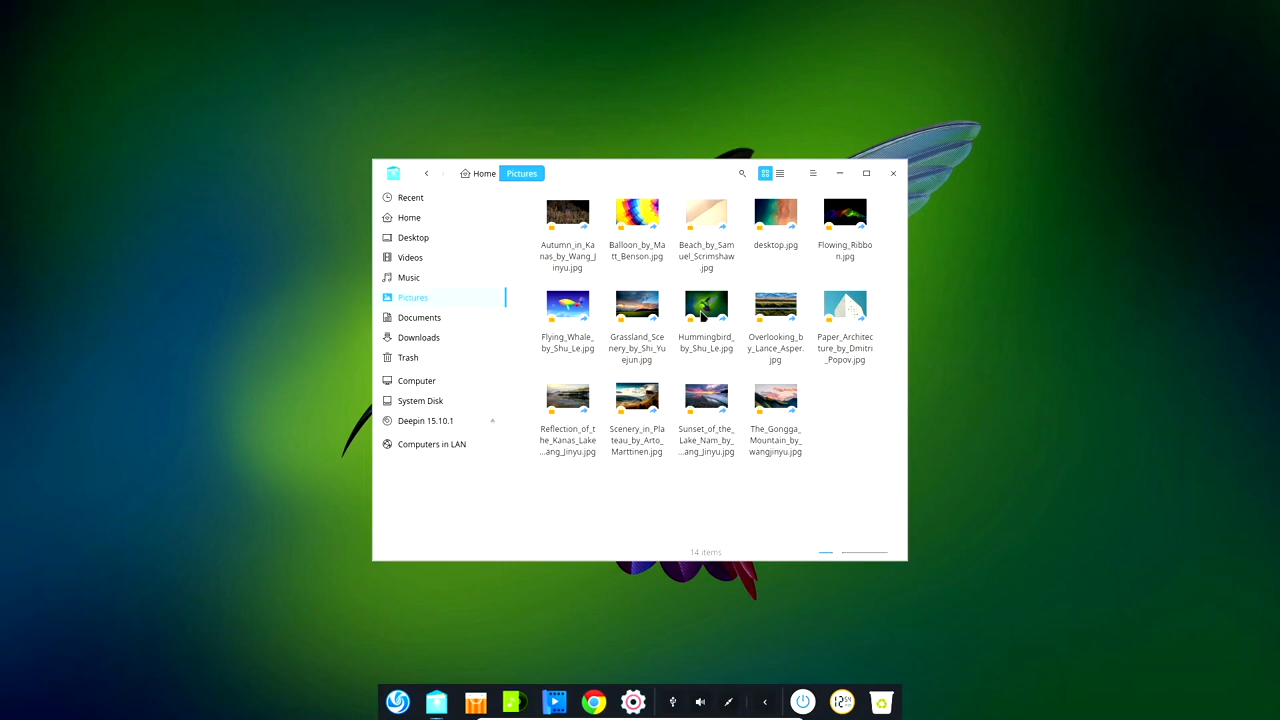 Home
Pictures
Recent
Home
Desktop
Videos
Music
Pictures
Documents
Downloads
Trash
Computer
System Disk
Deepin 15.10.1
Computers in LAN
Autumn_in_Ka
nas_by_Wang_J
inyu.jpg
Balloon_by_Ma
tt_Benson.jpg
Beach_by_Sam
uel_Scrimshaw
.jpg
desktop.jpg
Flowing_Ribbo
n.jpg
Flying_Whale_
by_Shu_Le.jpg
Grassland_Sce
nery_by_Shi_Yu
ejun.jpg
Hummingbird_
by_Shu_Le.jpg
Overlooking_b
y_Lance_Asper.
jpg
Paper_Architec
ture_by_Dmitri
_Popov.jpg
Reflection_of_t
he_Kanas_Lake
...ang_Jinyu.jpg
Scenery_in_Pla
teau_by_Arto_
Marttinen.jpg
Sunset_of_the_
Lake_Nam_by_
...ang_Jinyu.jpg
The_Gongga_
Mountain_by_
wangjinyu.jpg
14 items
12:54